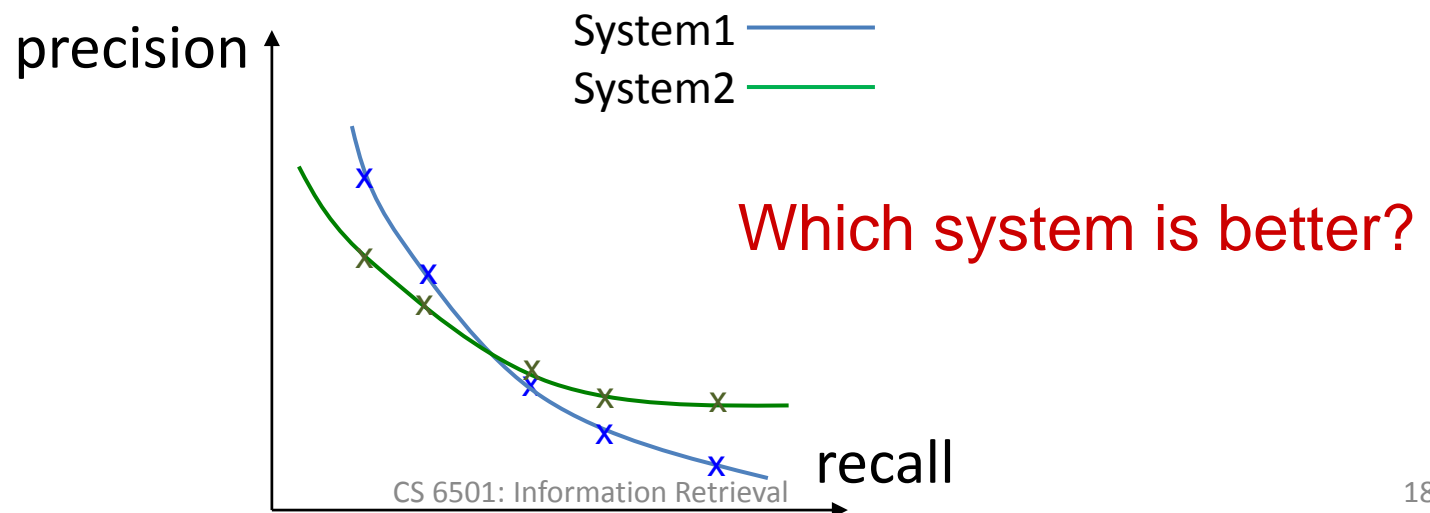 precision
System1
System2
Which system is better?
x
x
x
x
x
x
x
x
x
x
recall
CS 6501: Information Retrieval